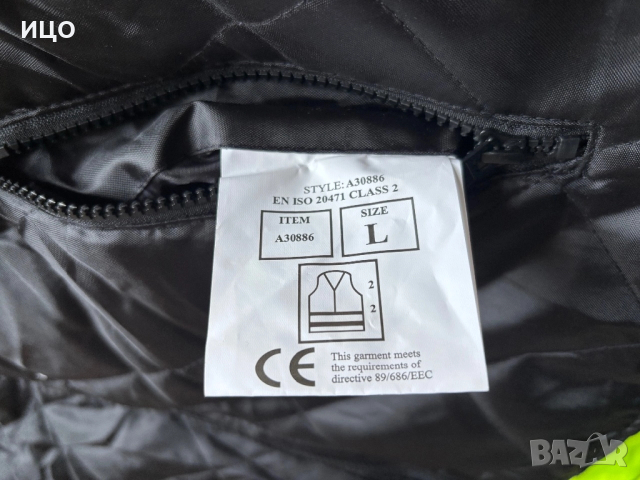 ицо
STYLE: A30886
EN ISO 20471 CLASS 2
ITEM
A30886
SIZE
L
2
2
CE
This garment meets
the requirements of
directive 89/686/EEC
BAZAR